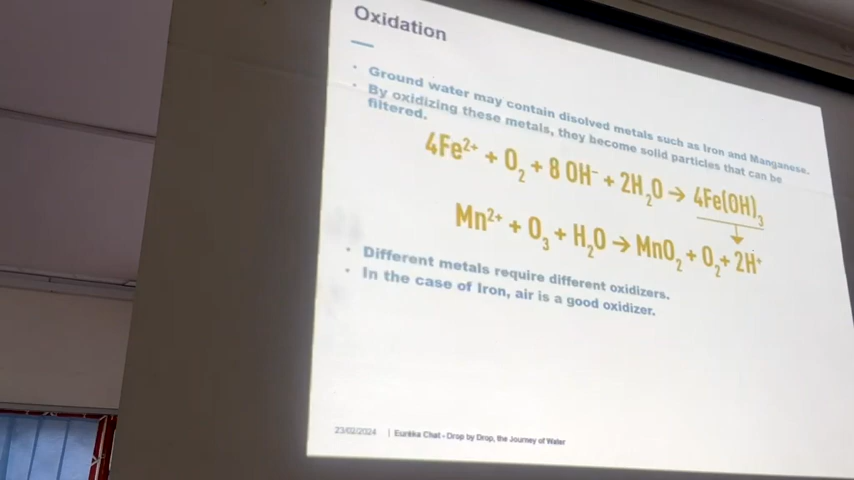 Oxidation
• Ground water may contain disolved metals such as Iron and Manganese.
• By oxidizing these metals, they become solid particles that can be
filtered.
4Fe²⁺ + O₂ + 8 OH⁻ + 2H₂O → 4Fe(OH)₃
Mn²⁺ + O₃ + H₂O → MnO₂ + O₂ + 2H⁺
• Different metals require different oxidizers.
• In the case of Iron, air is a good oxidizer.
23/02/2024 | Eurêka Chat - Drop by Drop, the Journey of Water